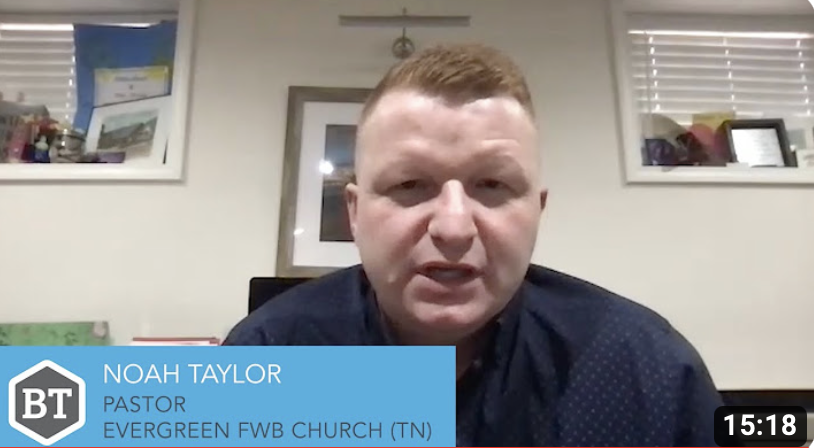 BT
NOAH TAYLOR
PASTOR
EVERGREEN FWB CHURCH (TN)
15:18